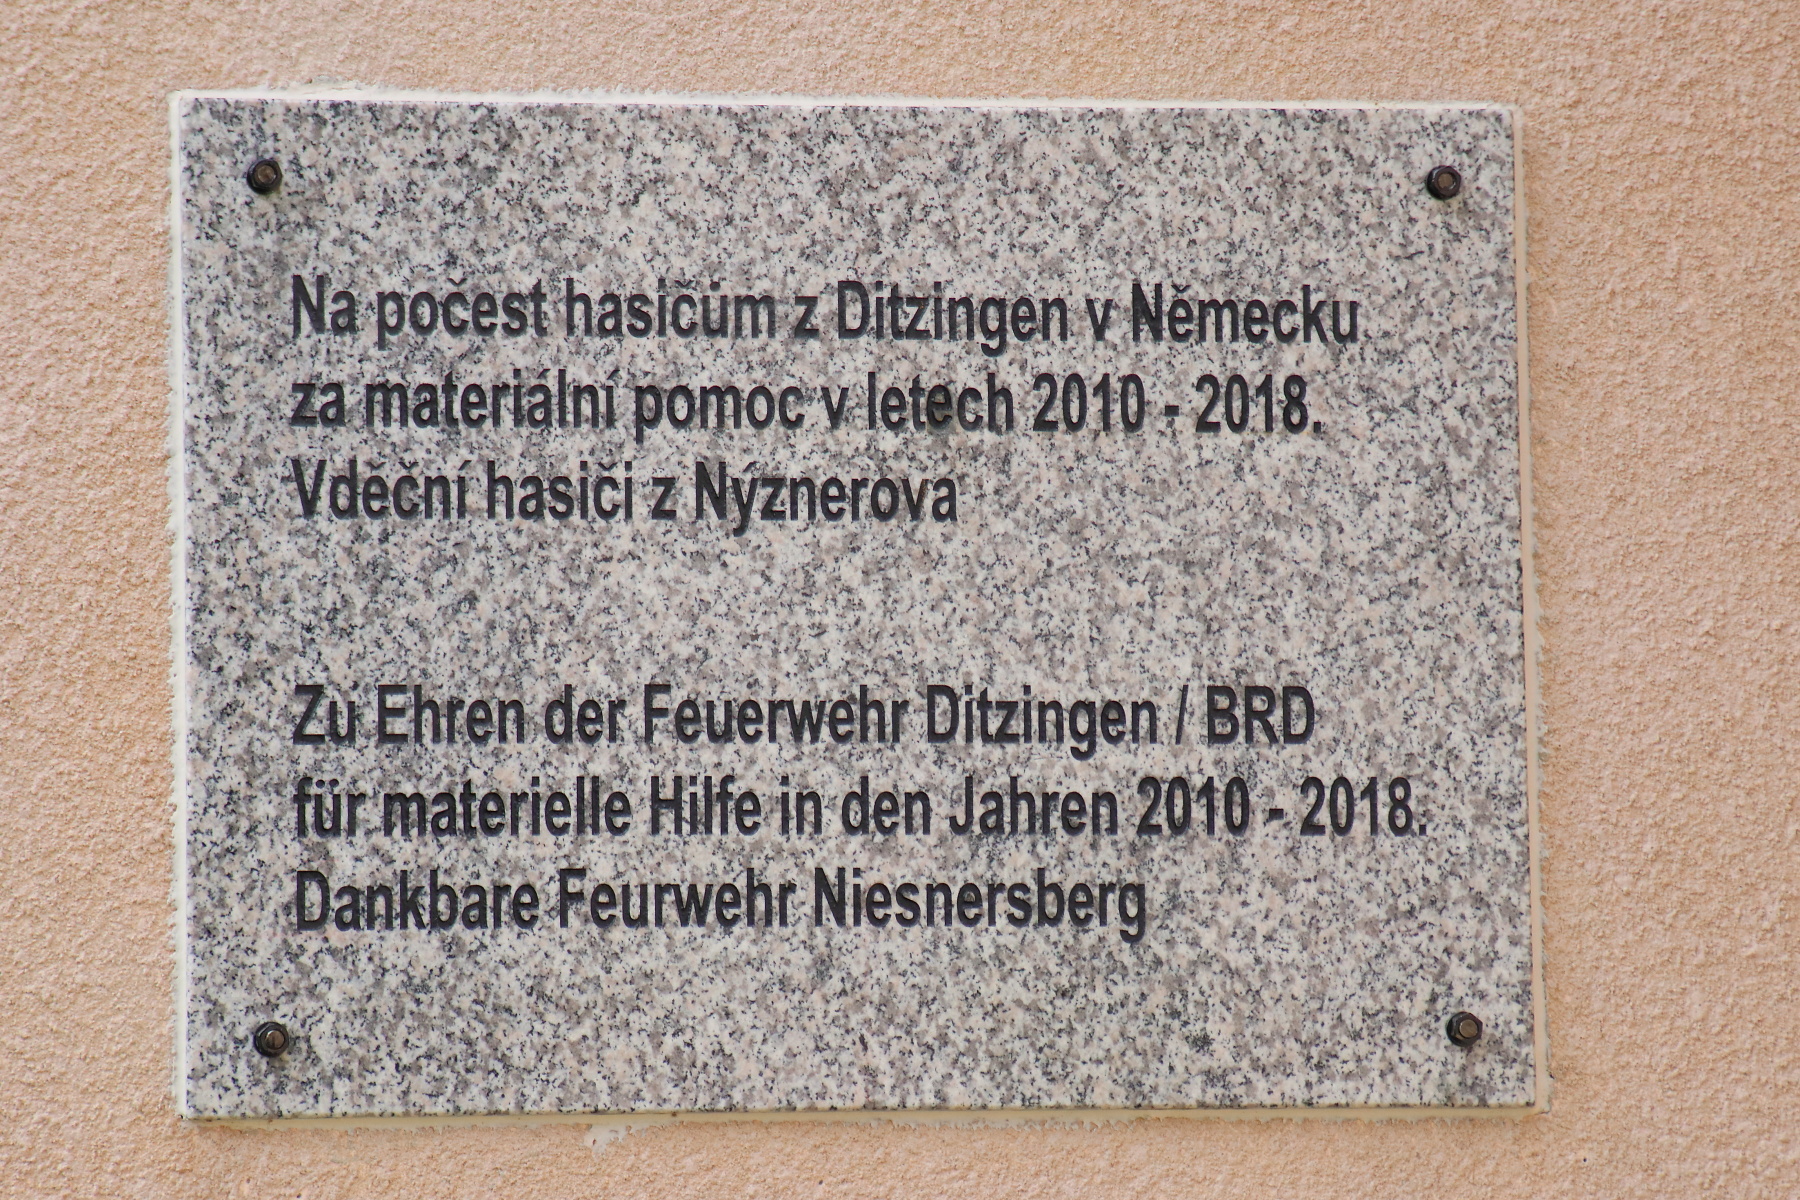 Na počest hasičům z Ditzingen v Německu
za materiální pomoc v letech 2010 - 2018.
Vděční hasiči z Nýznerova
Zu Ehren der Feuerwehr Ditzingen / BRD
für materielle Hilfe in den Jahren 2010 - 2018.
Dankbare Feurwehr Niesnersberg